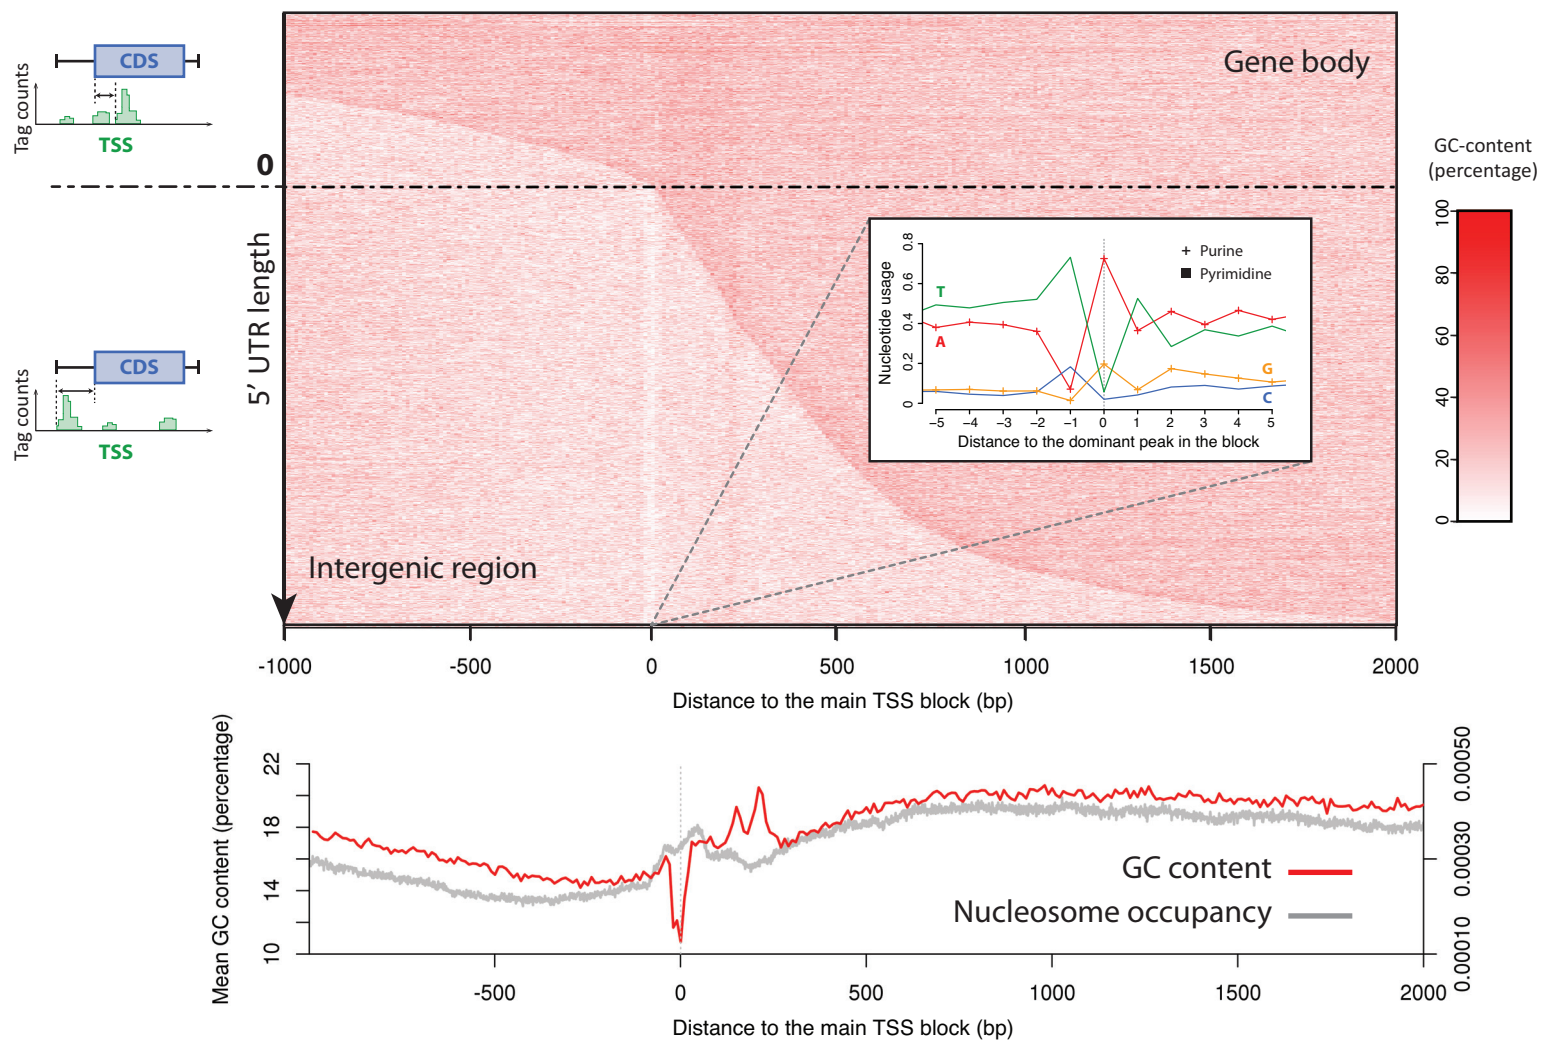 CDS
Tag counts
TSS
0
5' UTR length
CDS
Tag counts
TSS
Gene body
Intergenic region
0.8
0.6
0.4
0.2
0
Nucleotide usage
+ Purine
■ Pyrimidine
T
A
G
C
−5 −4 −3 −2 −1 0 1 2 3 4 5
Distance to the dominant peak in the block
GC-content
(percentage)
100
80
60
40
20
0
-1000 -500 0 500 1000 1500 2000
Distance to the main TSS block (bp)
Mean GC content (percentage)
22
18
14
10
GC content
Nucleosome occupancy
0.00050
0.00030
0.00010
-500 0 500 1000 1500 2000
Distance to the main TSS block (bp)